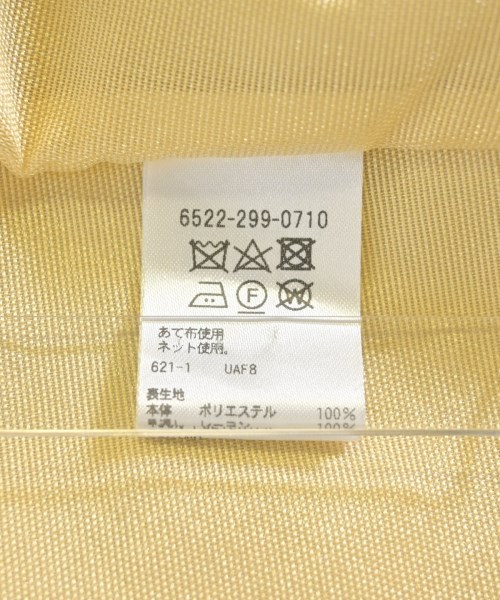 6522-299-0710
F W
あて布使用
ネット使用。
621-1 UAF8
表生地
本体 ポリエステル 100%
100%